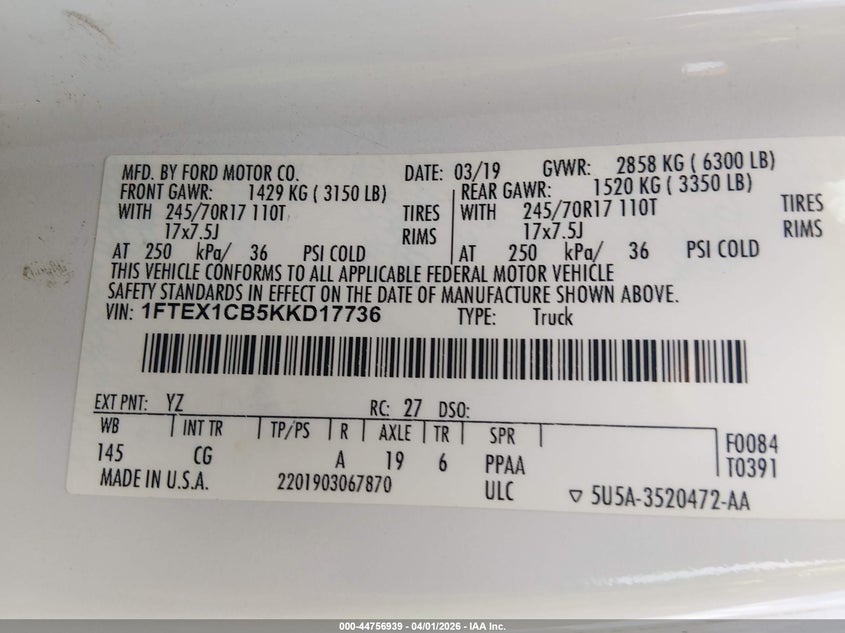 MFD. BY FORD MOTOR CO. DATE: 03/19 GVWR: 2858 KG ( 6300 LB)
FRONT GAWR: 1429 KG ( 3150 LB) REAR GAWR: 1520 KG ( 3350 LB)
WITH 245/70R17 110T TIRES WITH 245/70R17 110T TIRES
17x7.5J RIMS 17x7.5J RIMS
AT 250 kPa/ 36 PSI COLD AT 250 kPa/ 36 PSI COLD
THIS VEHICLE CONFORMS TO ALL APPLICABLE FEDERAL MOTOR VEHICLE
SAFETY STANDARDS IN EFFECT ON THE DATE OF MANUFACTURE SHOWN ABOVE.
VIN: 1FTEX1CB5KKD17736 TYPE: Truck
EXT PNT: YZ RC: 27 DSO:
WB INT TR TP/PS R AXLE TR SPR F0084
145 CG A 19 6 PPAA T0391
MADE IN U.S.A. 2201903067870 ULC ▽ 5U5A-3520472-AA
000-44756939 - 04/01/2026 - IAA Inc.